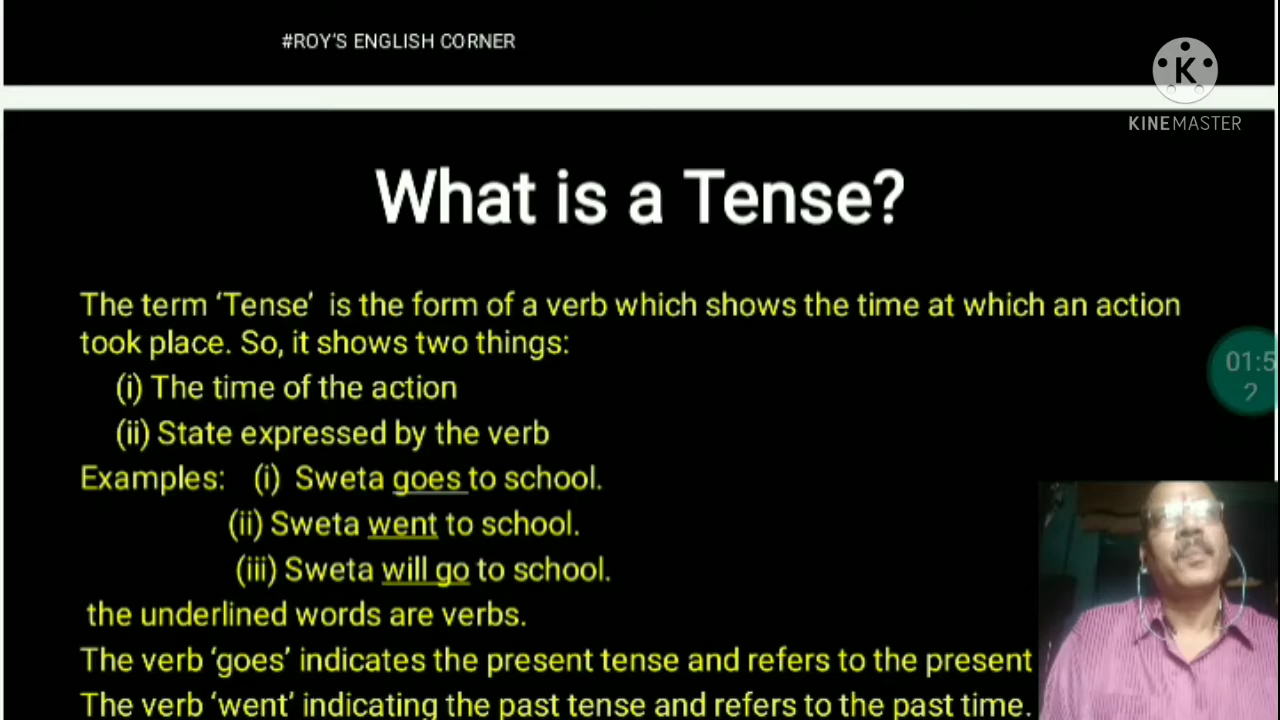 #ROY'S ENGLISH CORNER
KINEMASTER
What is a Tense?
The term ‘Tense’ is the form of a verb which shows the time at which an action
took place. So, it shows two things:
(i) The time of the action
(ii) State expressed by the verb
Examples: (i) Sweta goes to school.
(ii) Sweta went to school.
(iii) Sweta will go to school.
the underlined words are verbs.
The verb ‘goes’ indicates the present tense and refers to the present
The verb ‘went’ indicating the past tense and refers to the past time.
01:5
2